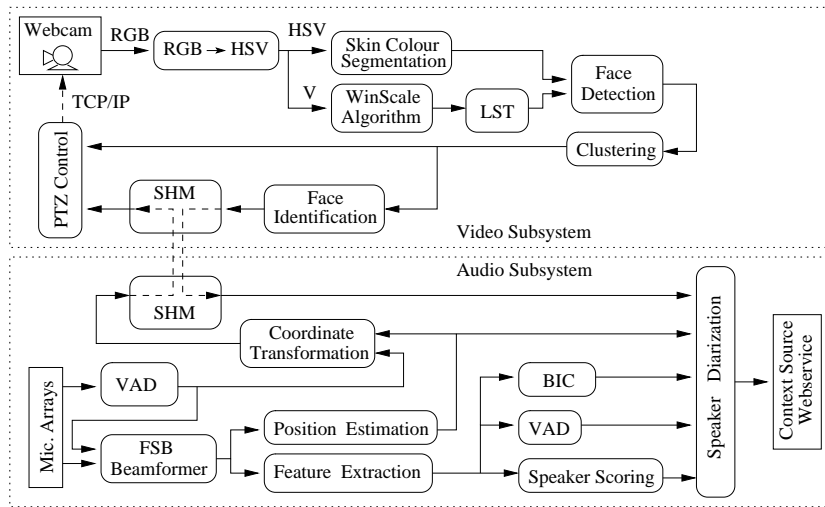 Webcam
RGB
RGB → HSV
HSV
Skin Colour
Segmentation
Face
Detection
TCP/IP
V
WinScale
Algorithm
LST
Clustering
PTZ Control
SHM
Face
Identification
Video Subsystem
Audio Subsystem
SHM
Coordinate
Transformation
Mic. Arrays
VAD
BIC
FSB
Beamformer
Position Estimation
VAD
Feature Extraction
Speaker Scoring
Speaker Diarization
Context Source
Webservice